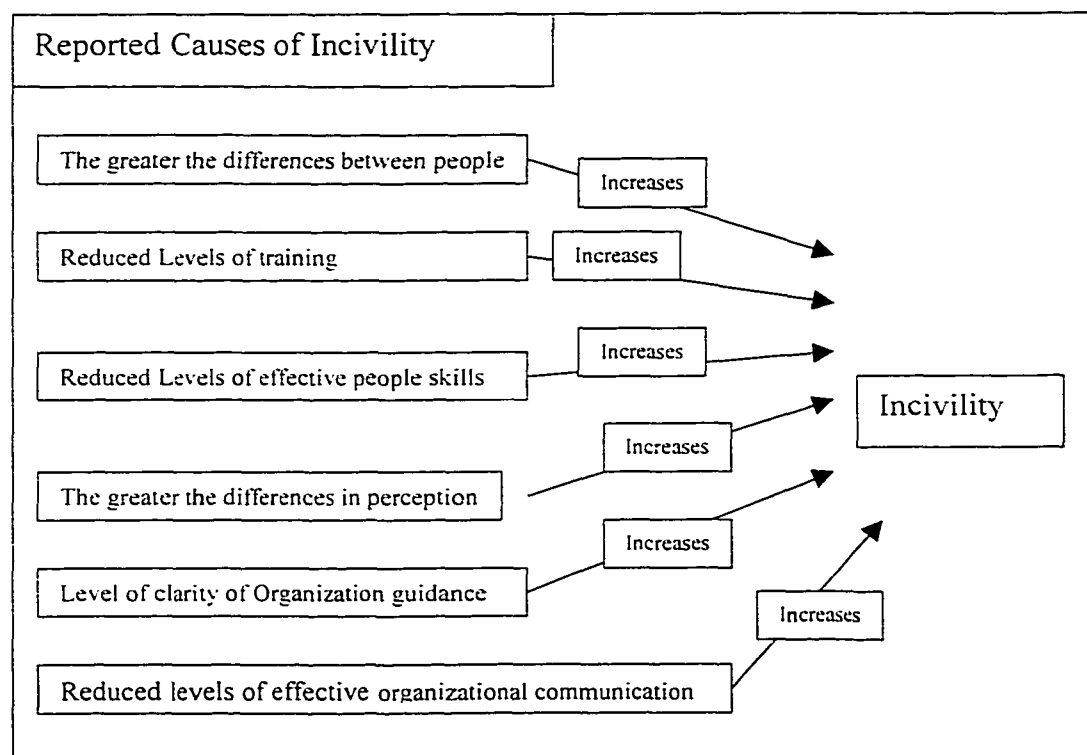 Reported Causes of Incivility
The greater the differences between people
Increases
Reduced Levels of training
Increases
Reduced Levels of effective people skills
Increases
Incivility
The greater the differences in perception
Increases
Level of clarity of Organization guidance
Increases
Reduced levels of effective organizational communication
Increases